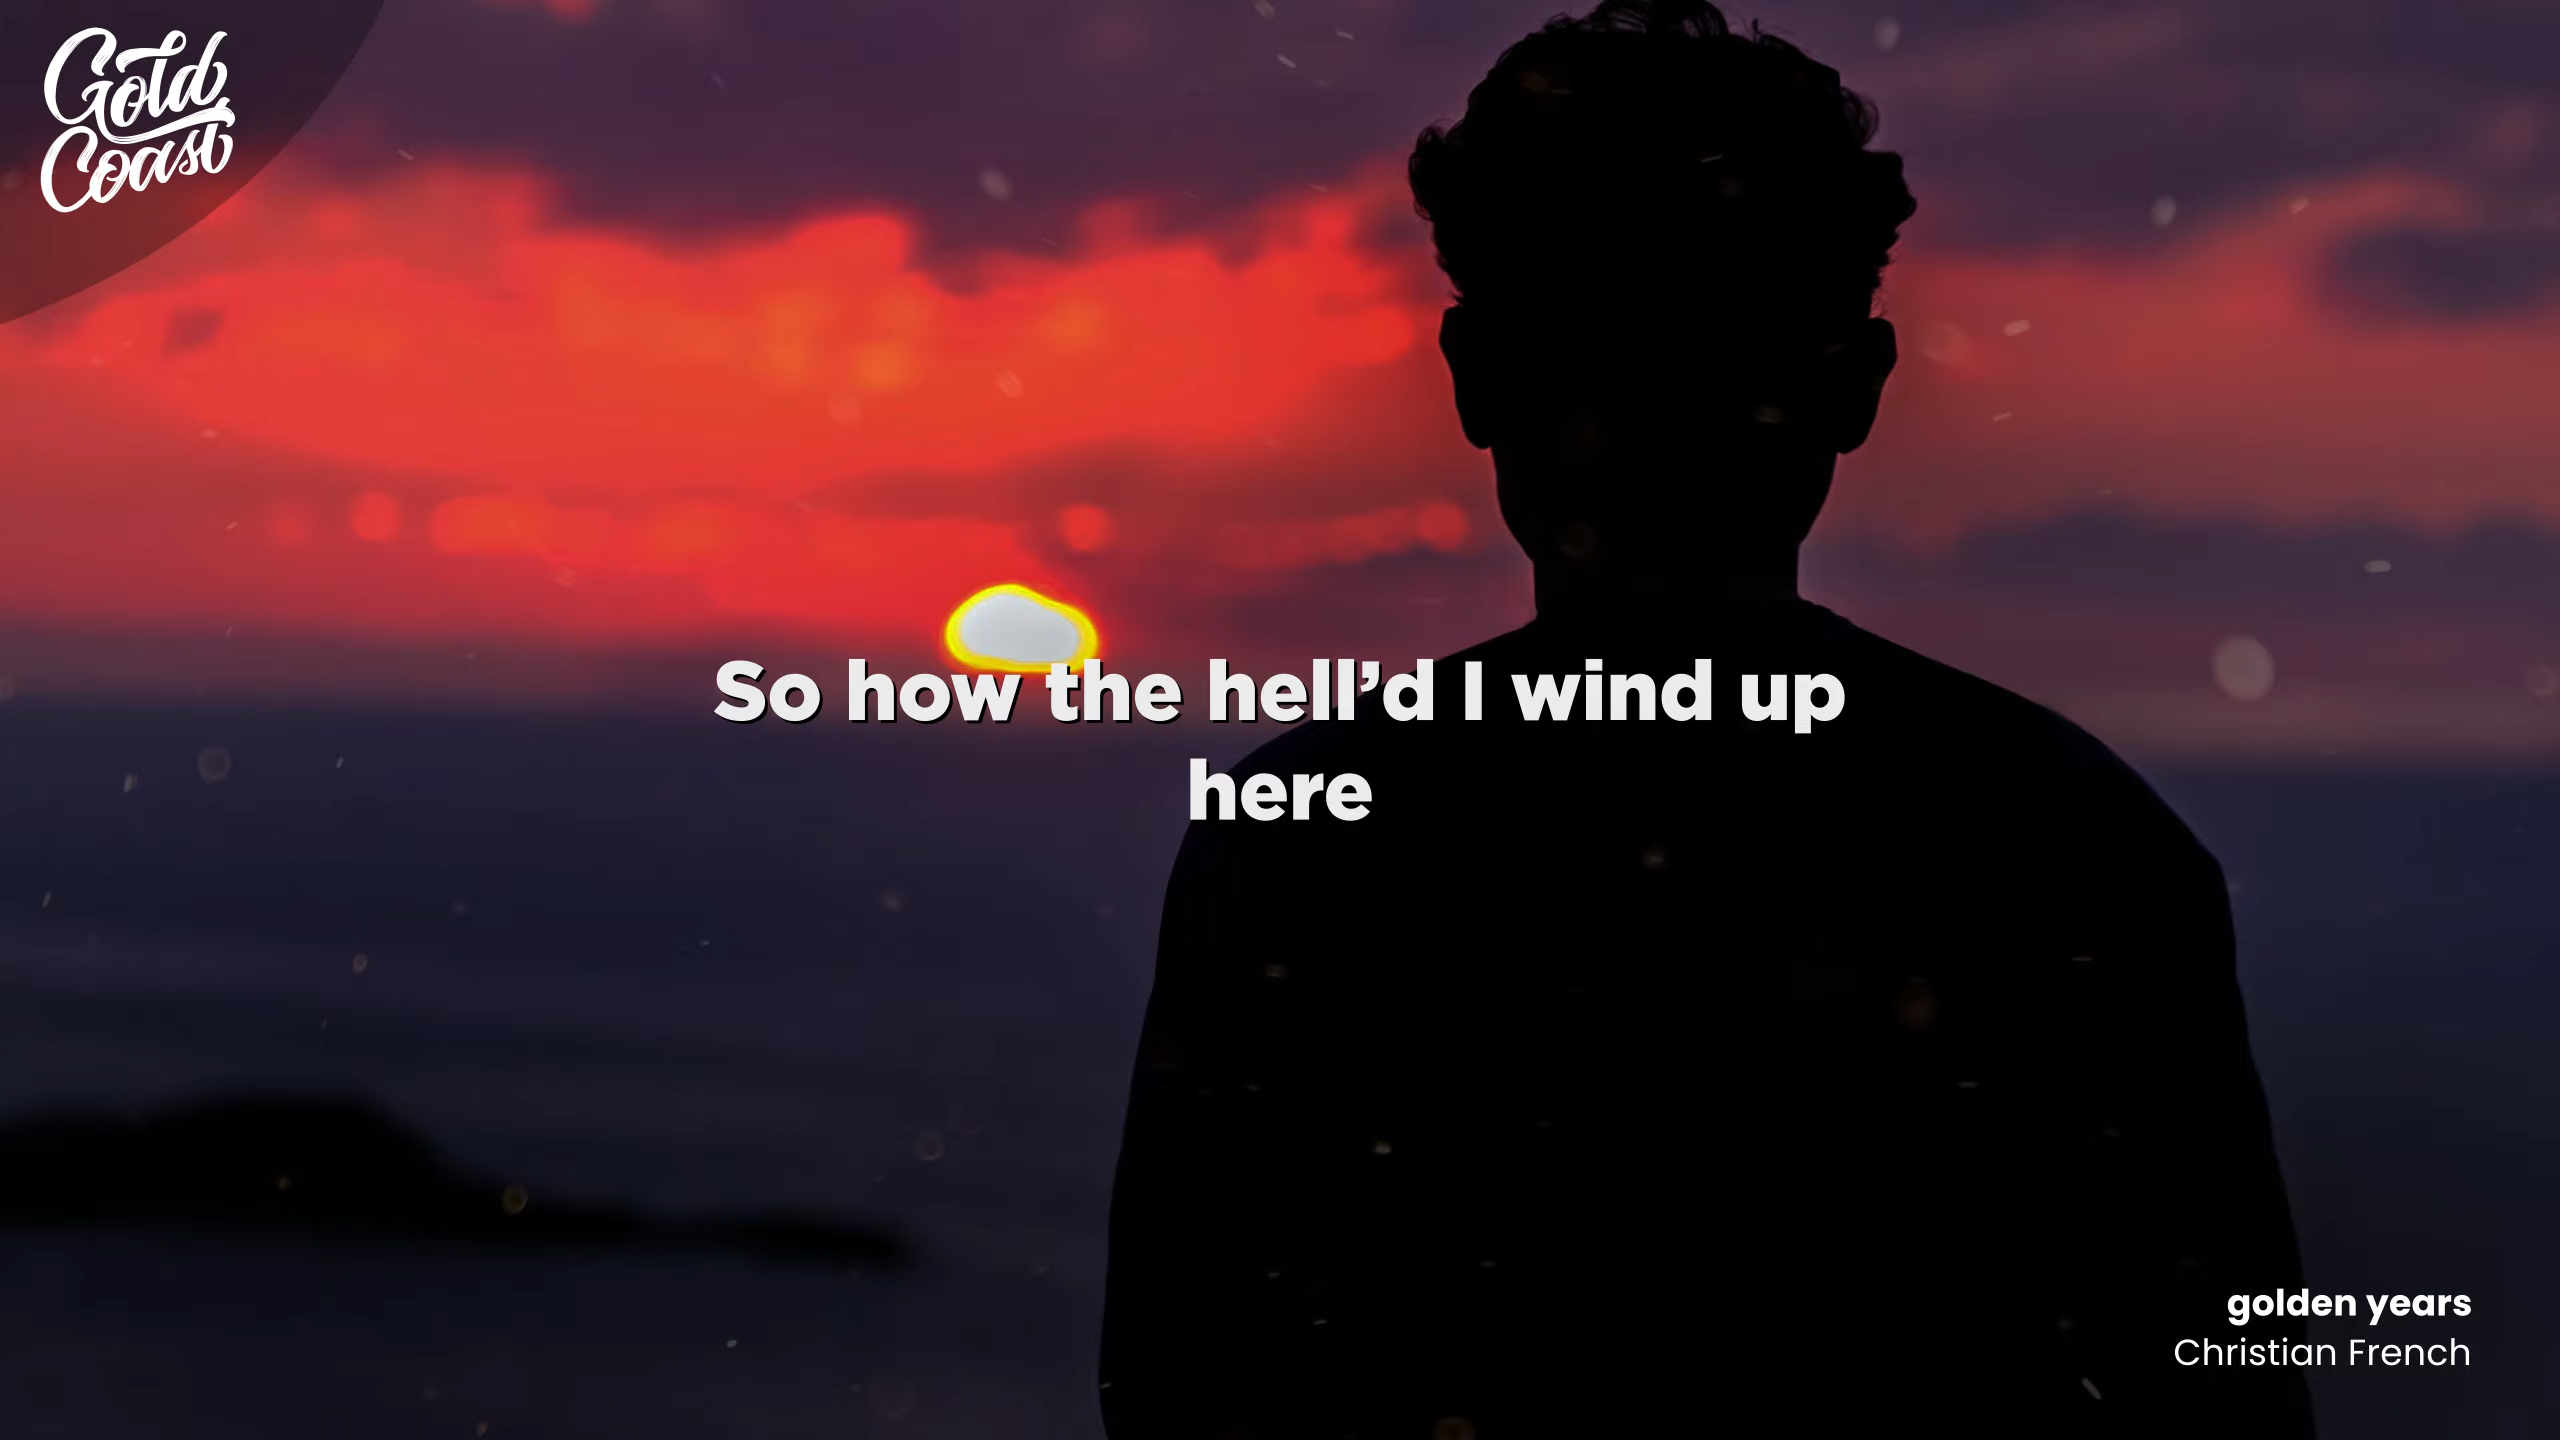 Gold
Coast
So how the hell’d I wind up
here
golden years
Christian French